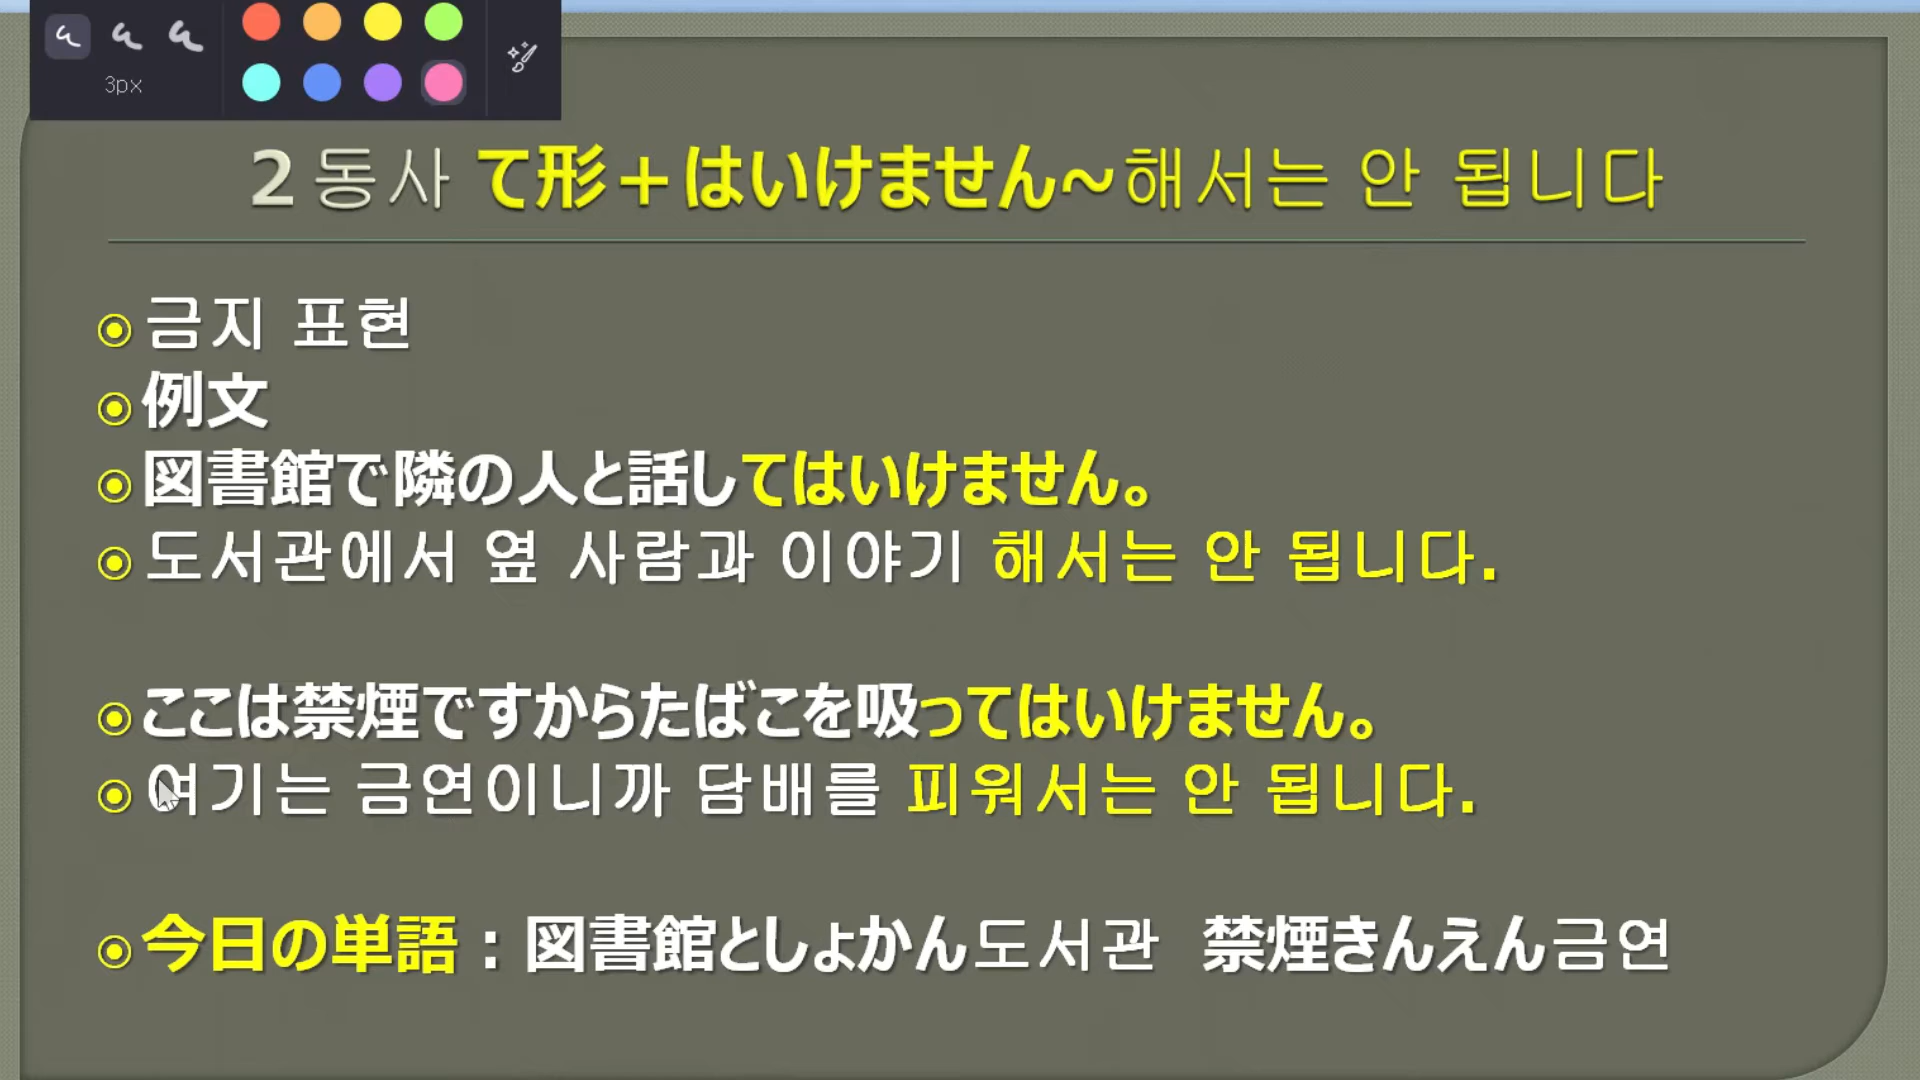 3px
2 동사 て形＋はいけません~해서는 안 됩니다
금지 표현
例文
図書館で隣の人と話してはいけません。
도서관에서 옆 사람과 이야기 해서는 안 됩니다.
ここは禁煙ですからたばこを吸ってはいけません。
여기는 금연이니까 담배를 피워서는 안 됩니다.
今日の単語：図書館としょかん도서관 禁煙きんえん금연